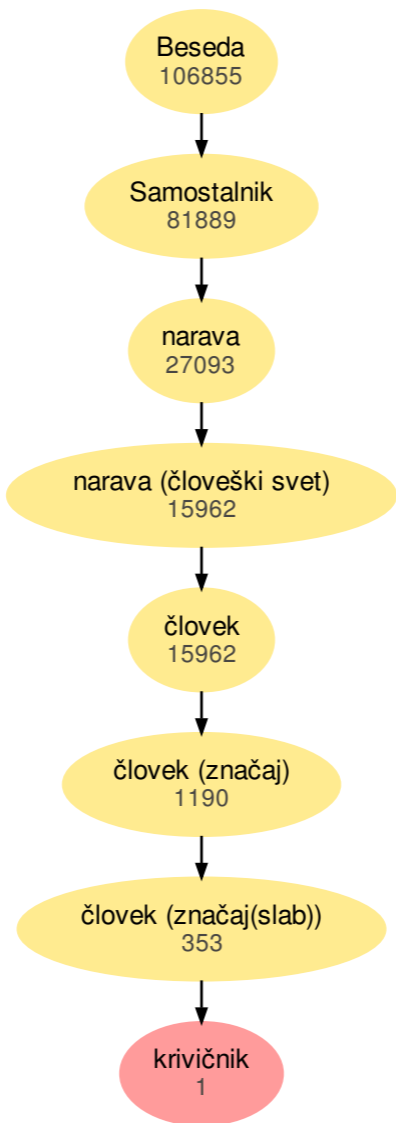 Beseda
106855
Samostalnik
81889
narava
27093
narava (človeški svet)
15962
človek
15962
človek (značaj)
1190
človek (značaj(slab))
353
krivičnik
1